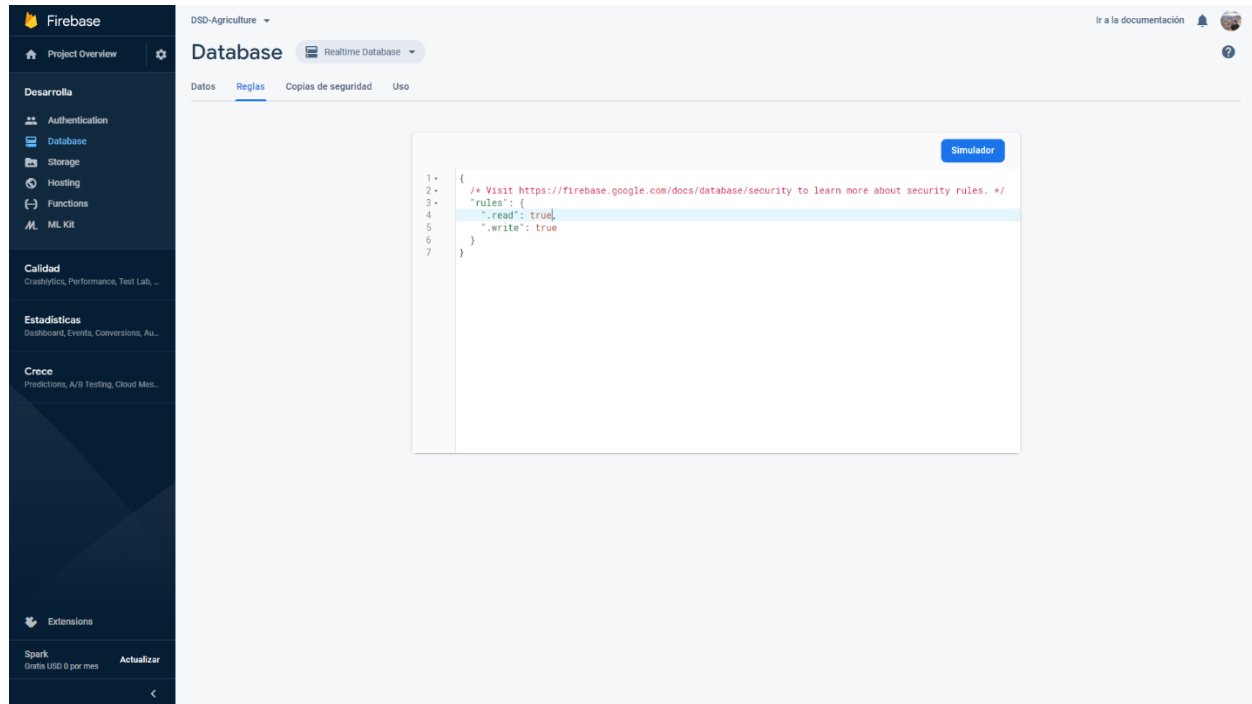 Firebase
Project Overview
Desarrolla
Authentication
Database
Storage
Hosting
Functions
ML Kit
Calidad
Crashlytics, Performance, Test Lab, ...
Estadísticas
Dashboard, Events, Conversions, Au...
Crece
Predictions, A/B Testing, Cloud Mes...
Extensions
Spark
Gratis USD 0 por mes
Actualizar
DSD-Agriculture
Ir a la documentación
Database
Realtime Database
Datos Reglas Copias de seguridad Uso
Simulador
1 {
2 /* Visit https://firebase.google.com/docs/database/security to learn more about security rules. */
3 "rules": {
4 ".read": true,
5 ".write": true
6 }
7 }